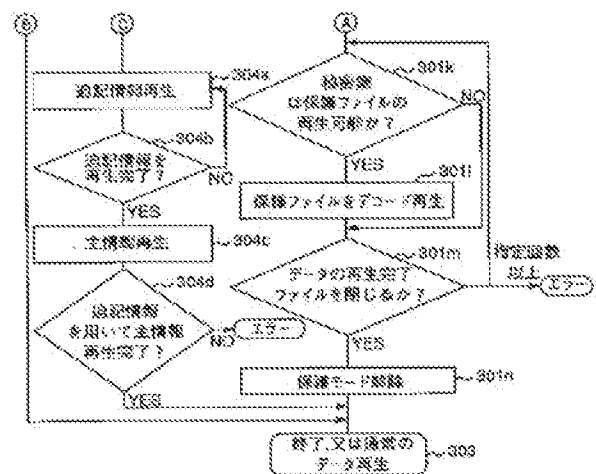 B
C
A
追記情報再生
304a
追記情報を
再生完了？
304b
NO
YES
主情報再生
304c
追記情報
を用いて主情報
再生完了？
304d
NO
エラー
YES
は保護ファイルの
再生可能か？
301k
NO
YES
保護ファイルをデコード再生
301l
データの再生完了
ファイルを閉じるか？
301m
回数
以上
エラー
YES
保護モード解除
301n
終了，又は通常の
データ再生
303